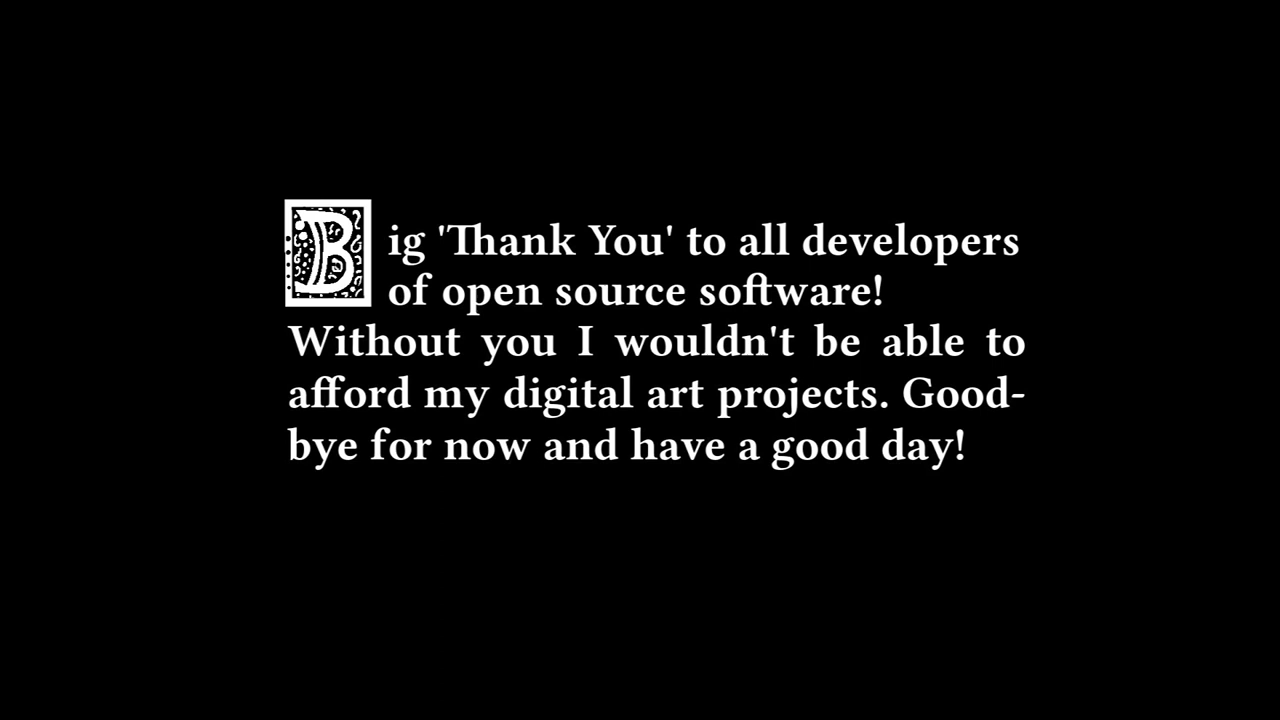 Big 'Thank You' to all developers
of open source software!
Without you I wouldn't be able to
afford my digital art projects. Good-
bye for now and have a good day!